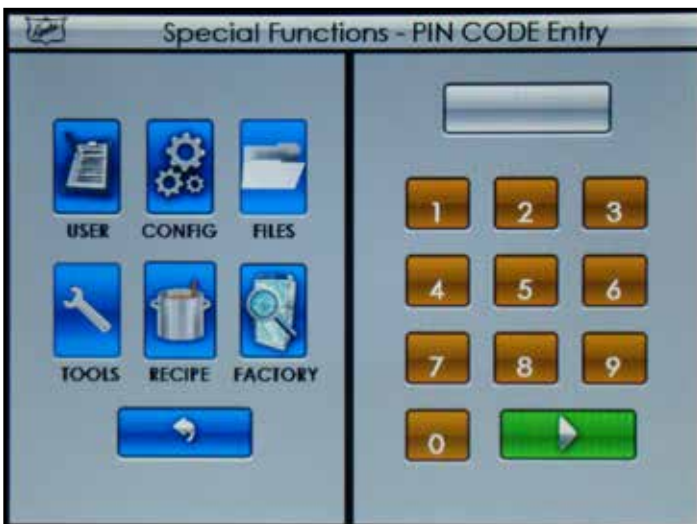 Special Functions - PIN CODE Entry
USER CONFIG FILES
TOOLS RECIPE FACTORY
1 2 3
4 5 6
7 8 9
0